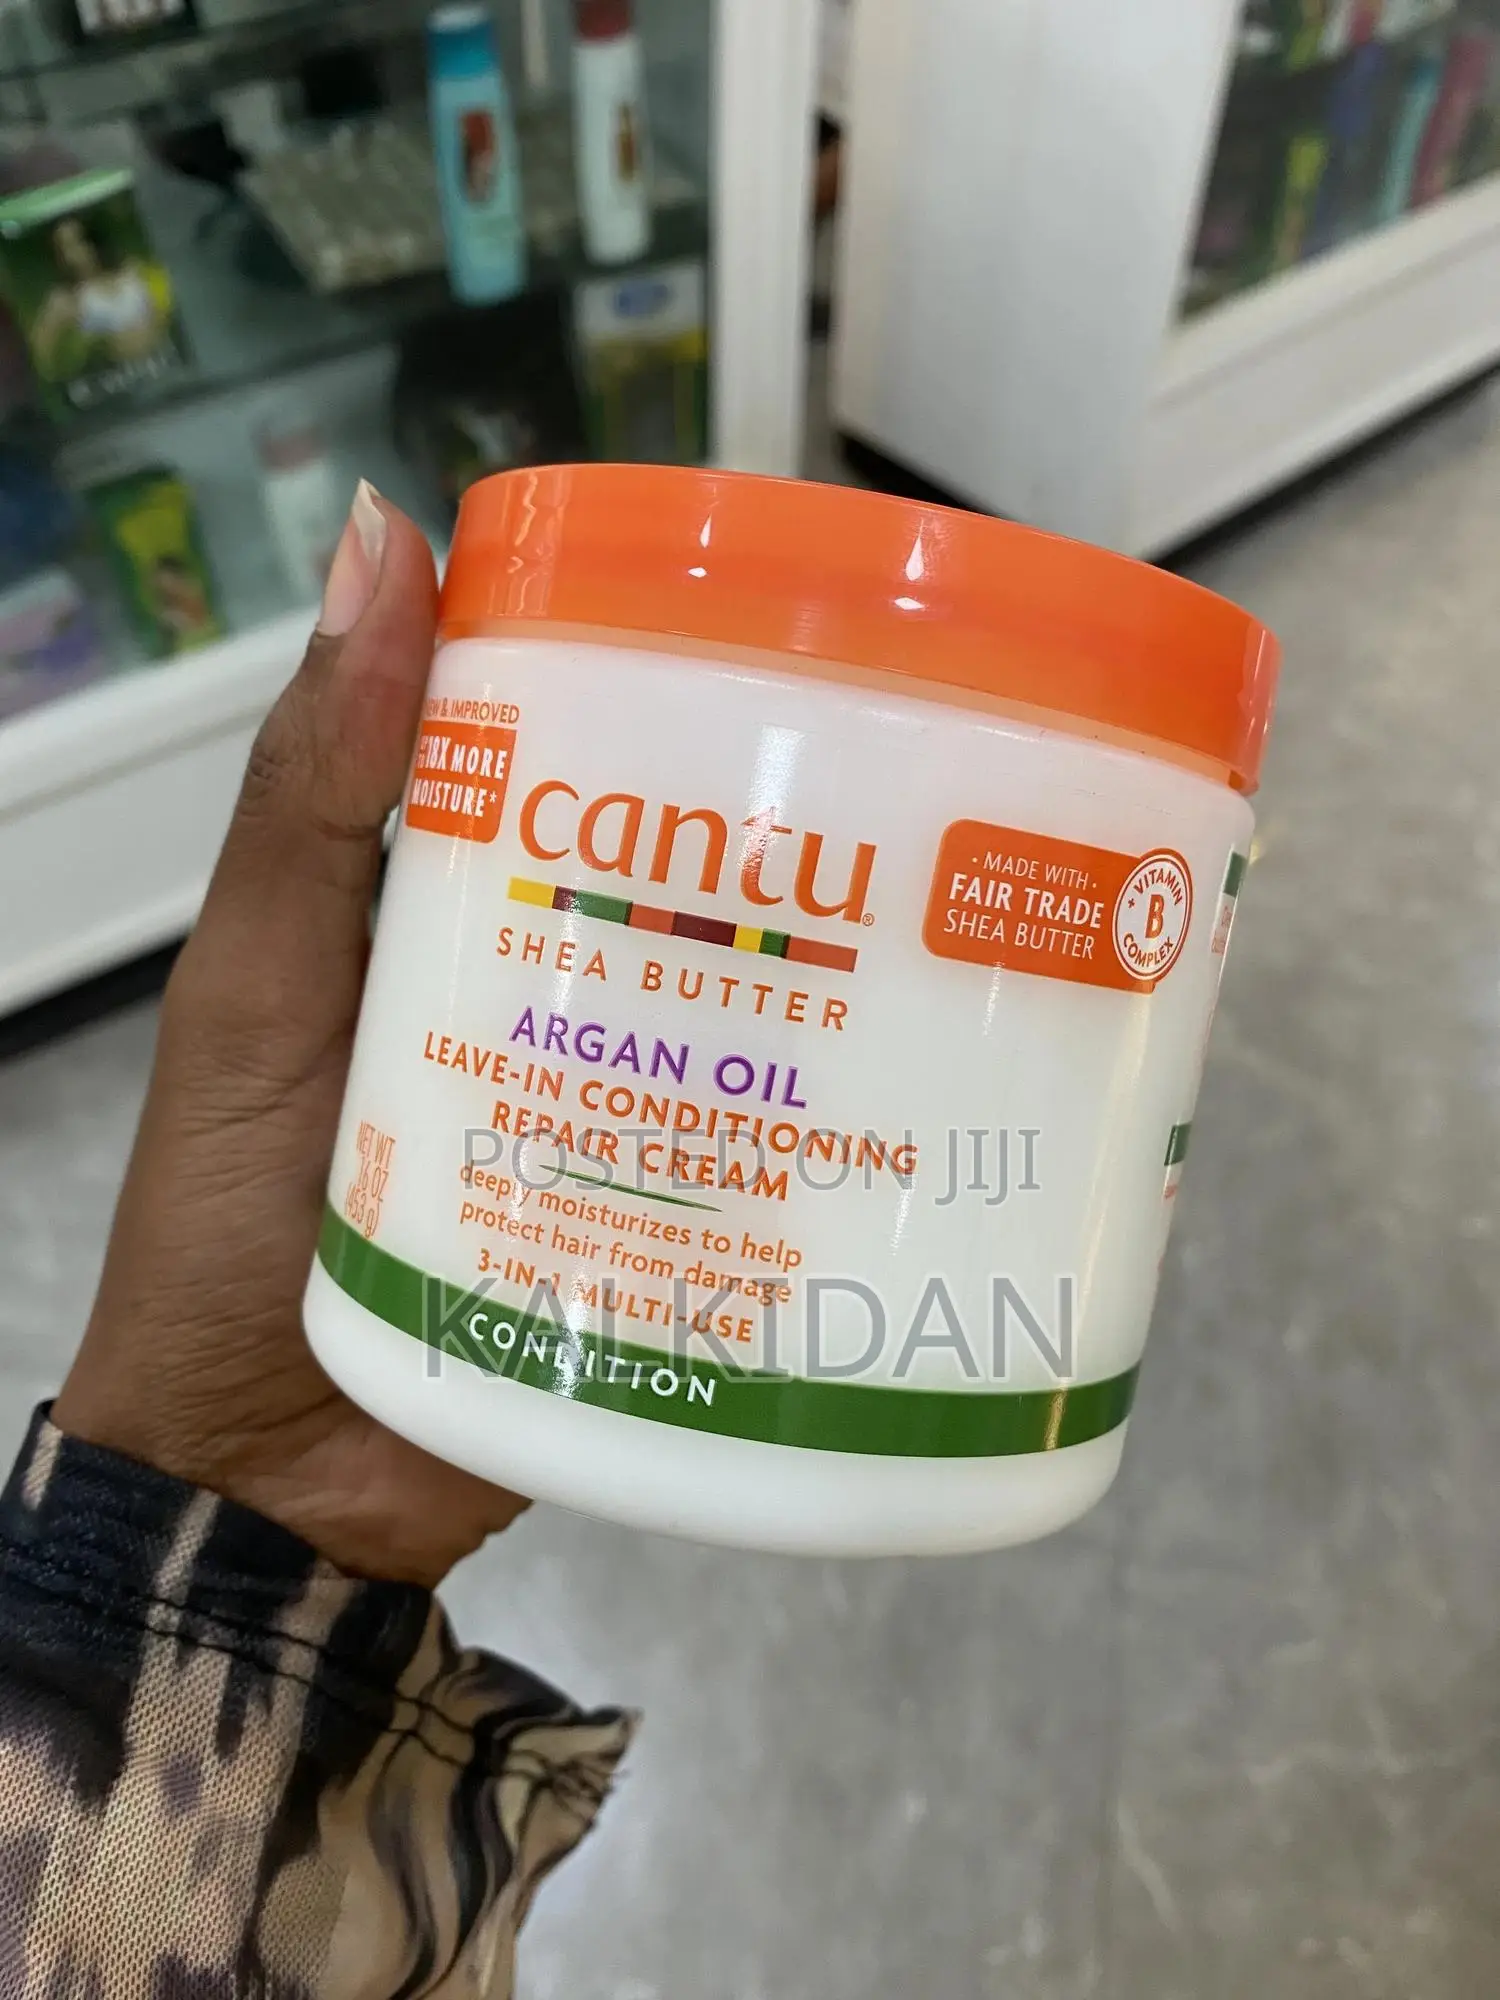 NEW & IMPROVED
UP TO 18X MORE
MOISTURE*
cantu®
SHEA BUTTER
· MADE WITH ·
FAIR TRADE
SHEA BUTTER
+ VITAMIN
B
COMPLEX
ARGAN OIL
LEAVE-IN CONDITIONING
REPAIR CREAM
deeply moisturizes to help
protect hair from damage
3-IN-1 MULTI-USE
NET WT
16 OZ
(453 g)
CONDITION
POSTED ON JIJI
KALKIDAN